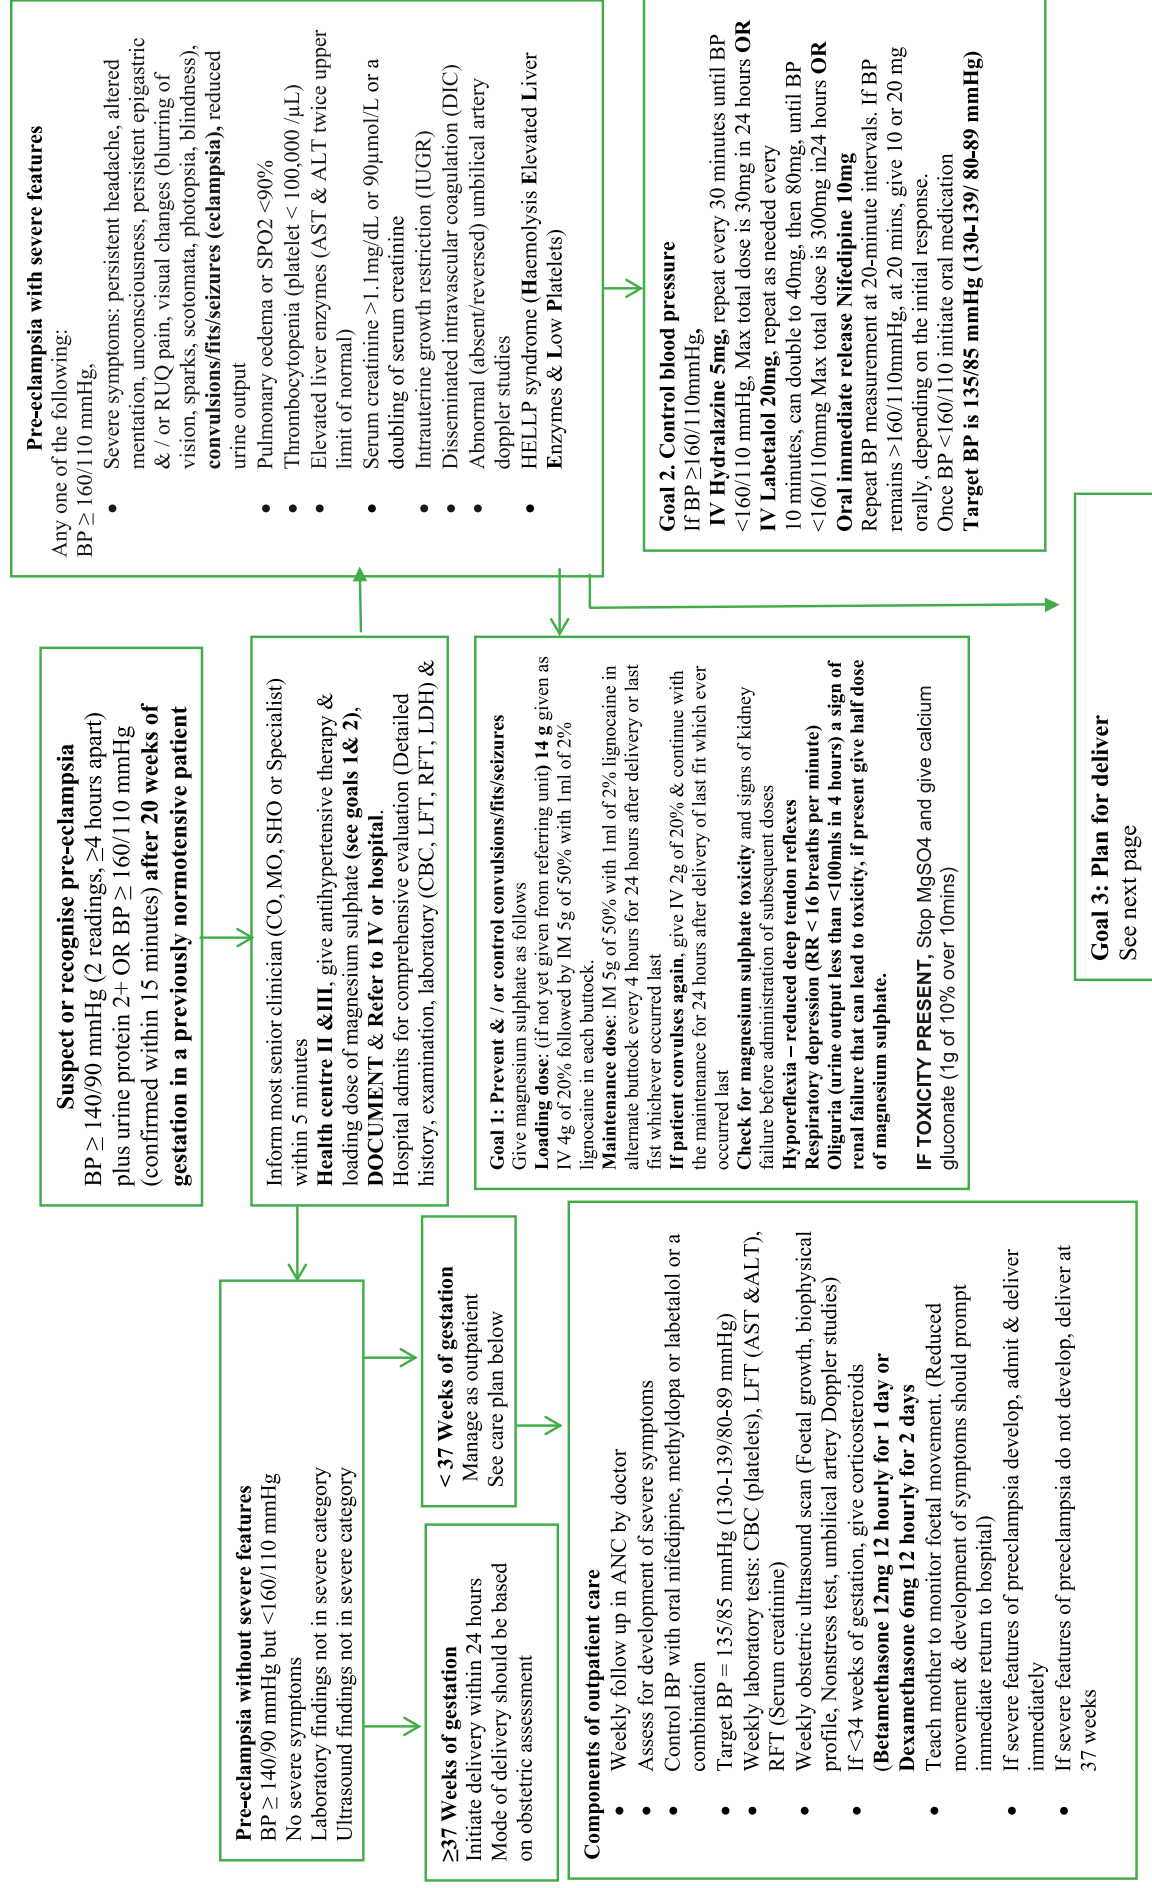 Suspect or recognise pre-eclampsia
BP ≥ 140/90 mmHg (2 readings, ≥4 hours apart)
plus urine protein 2+ OR BP ≥ 160/110 mmHg
(confirmed within 15 minutes) after 20 weeks of
gestation in a previously normotensive patient
Inform most senior clinician (CO, MO, SHO or Specialist)
within 5 minutes
Health centre II &III, give antihypertensive therapy &
loading dose of magnesium sulphate (see goals 1& 2),
DOCUMENT & Refer to IV or hospital.
Hospital admits for comprehensive evaluation (Detailed
history, examination, laboratory (CBC, LFT, RFT, LDH) &
Pre-eclampsia without severe features
BP ≥ 140/90 mmHg but <160/110 mmHg
No severe symptoms
Laboratory findings not in severe category
Ultrasound findings not in severe category
≥37 Weeks of gestation
Initiate delivery within 24 hours
Mode of delivery should be based
on obstetric assessment
< 37 Weeks of gestation
Manage as outpatient
See care plan below
Components of outpatient care
• Weekly follow up in ANC by doctor
• Assess for development of severe symptoms
• Control BP with oral nifedipine, methyldopa or labetalol or a
combination
• Target BP = 135/85 mmHg (130-139/80-89 mmHg)
• Weekly laboratory tests: CBC (platelets), LFT (AST &ALT),
RFT (Serum creatinine)
• Weekly obstetric ultrasound scan (Foetal growth, biophysical
profile, Nonstress test, umbilical artery Doppler studies)
• If <34 weeks of gestation, give corticosteroids
(Betamethasone 12mg 12 hourly for 1 day or
Dexamethasone 6mg 12 hourly for 2 days
• Teach mother to monitor foetal movement. (Reduced
movement & development of symptoms should prompt
immediate return to hospital)
• If severe features of preeclampsia develop, admit & deliver
immediately
• If severe features of preeclampsia do not develop, deliver at
37 weeks
Pre-eclampsia with severe features
Any one of the following:
BP ≥ 160/110 mmHg,
• Severe symptoms: persistent headache, altered
mentation, unconsciousness, persistent epigastric
& / or RUQ pain, visual changes (blurring of
vision, sparks, scotomata, photopsia, blindness),
convulsions/fits/seizures (eclampsia), reduced
urine output
• Pulmonary oedema or SPO2 <90%
• Thrombocytopenia (platelet < 100,000 /μL)
• Elevated liver enzymes (AST & ALT twice upper
limit of normal)
• Serum creatinine >1.1mg/dL or 90μmol/L or a
doubling of serum creatinine
• Intrauterine growth restriction (IUGR)
• Disseminated intravascular coagulation (DIC)
• Abnormal (absent/reversed) umbilical artery
doppler studies
• HELLP syndrome (Haemolysis Elevated Liver
Enzymes & Low Platelets)
Goal 1: Prevent & / or control convulsions/fits/seizures
Give magnesium sulphate as follows
Loading dose: (if not yet given from referring unit) 14 g given as
IV 4g of 20% followed by IM 5g of 50% with 1ml of 2%
lignocaine in each buttock.
Maintenance dose: IM 5g of 50% with 1ml of 2% lignocaine in
alternate buttock every 4 hours for 24 hours after delivery or last
fist whichever occurred last
If patient convulses again, give IV 2g of 20% & continue with
the maintenance for 24 hours after delivery of last fit which ever
occurred last
Check for magnesium sulphate toxicity and signs of kidney
failure before administration of subsequent doses
Hyporeflexia – reduced deep tendon reflexes
Respiratory depression (RR < 16 breaths per minute)
Oliguria (urine output less than <100mls in 4 hours) a sign of
renal failure that can lead to toxicity, if present give half dose
of magnesium sulphate.
IF TOXICITY PRESENT, Stop MgSO4 and give calcium
gluconate (1g of 10% over 10mins)
Goal 2. Control blood pressure
If BP ≥160/110mmHg,
IV Hydralazine 5mg, repeat every 30 minutes until BP
<160/110 mmHg, Max total dose is 30mg in 24 hours OR
IV Labetalol 20mg, repeat as needed every
10 minutes, can double to 40mg, then 80mg, until BP
<160/110mmg Max total dose is 300mg in24 hours OR
Oral immediate release Nifedipine 10mg
Repeat BP measurement at 20-minute intervals. If BP
remains >160/110mmHg, at 20 mins, give 10 or 20 mg
orally, depending on the initial response.
Once BP <160/110 initiate oral medication
Target BP is 135/85 mmHg (130-139/ 80-89 mmHg)
Goal 3: Plan for deliver
See next page